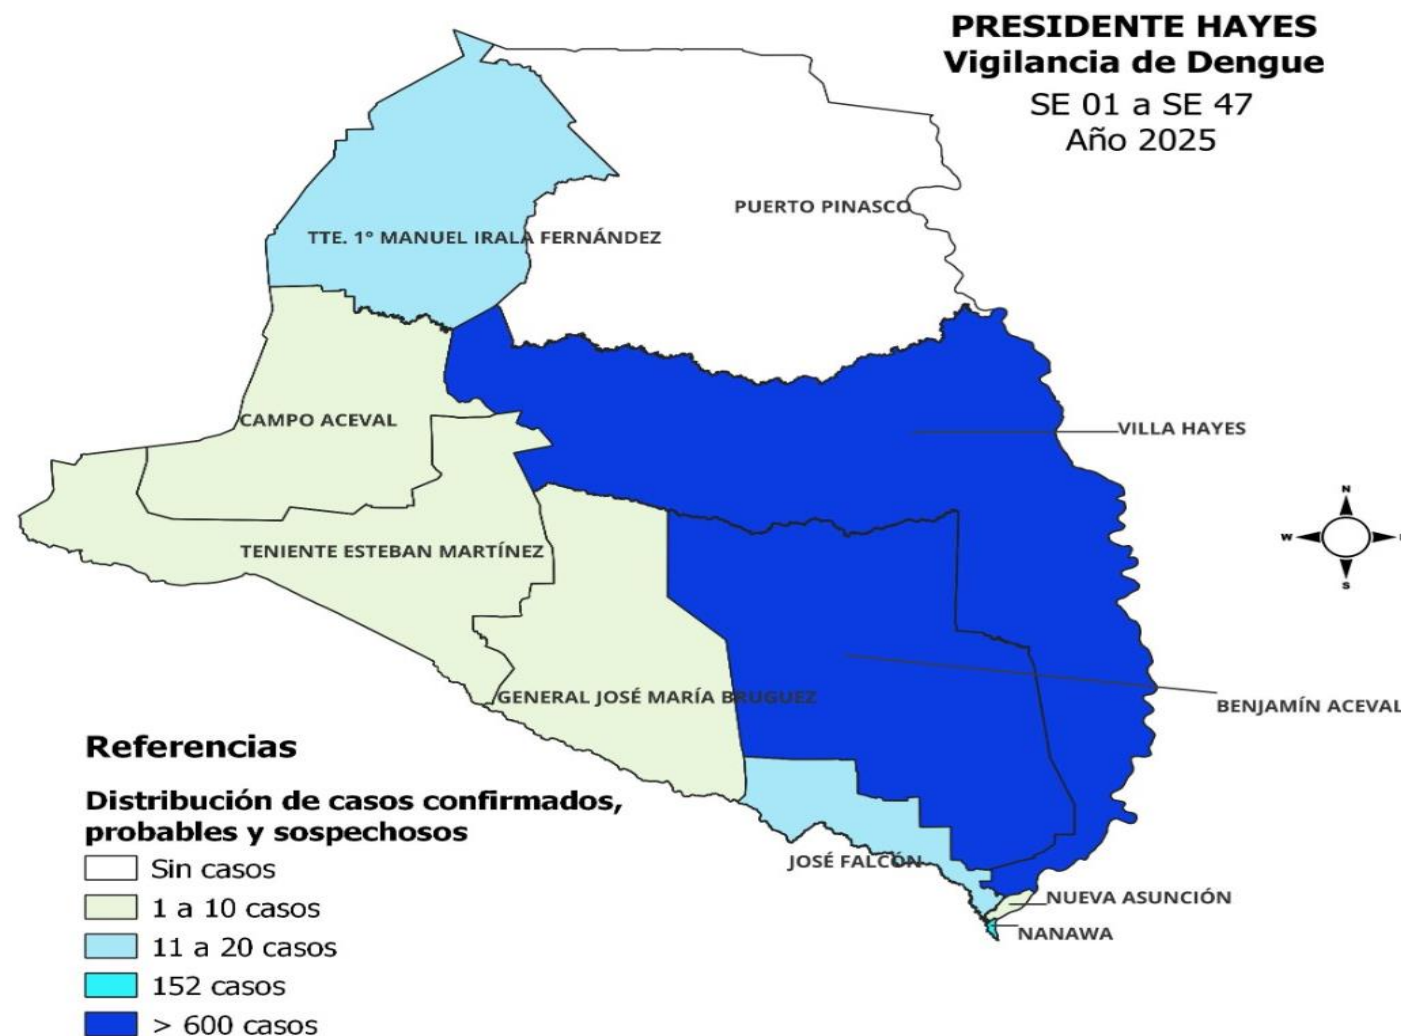 PRESIDENTE HAYES
Vigilancia de Dengue
SE 01 a SE 47
Año 2025
PUERTO PINASCO
TTE. 1° MANUEL IRALA FERNÁNDEZ
CAMPO ACEVAL
VILLA HAYES
TENIENTE ESTEBAN MARTÍNEZ
N
W
S
GENERAL JOSÉ MARÍA BRUGUEZ
BENJAMÍN ACEVAL
JOSÉ FALCÓN
NUEVA ASUNCIÓN
NANAWA
Referencias
Distribución de casos confirmados,
probables y sospechosos
Sin casos
1 a 10 casos
11 a 20 casos
152 casos
> 600 casos